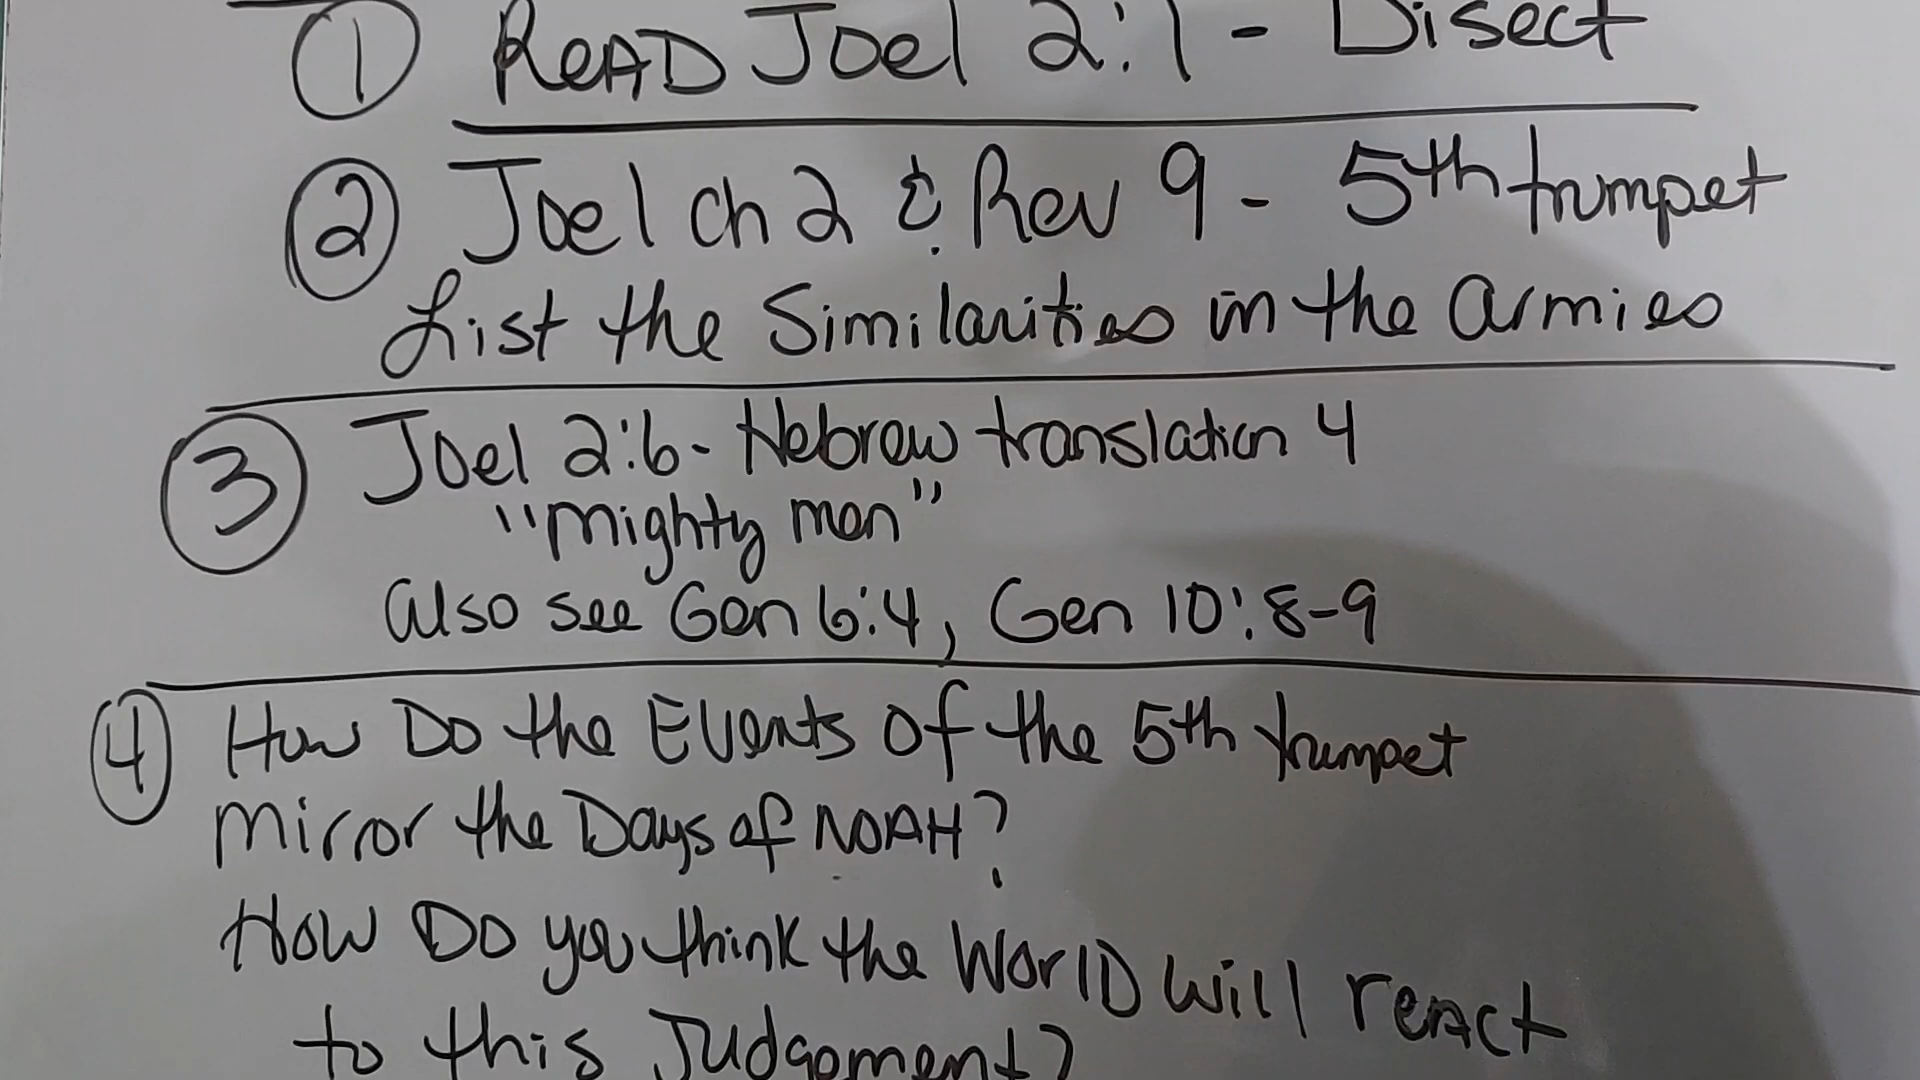 ① READ Joel 2:1 - Disect
② Joel ch 2 & Rev 9 - 5th trumpet
List the Similarities in the armies
③ Joel 2:6 - Hebrew translation 4
"mighty men"
also see Gen 6:4, Gen 10:8-9
④ How Do the Events of the 5th trumpet
mirror the Days of NOAH?
How Do you think the World will react
to this Judgement?